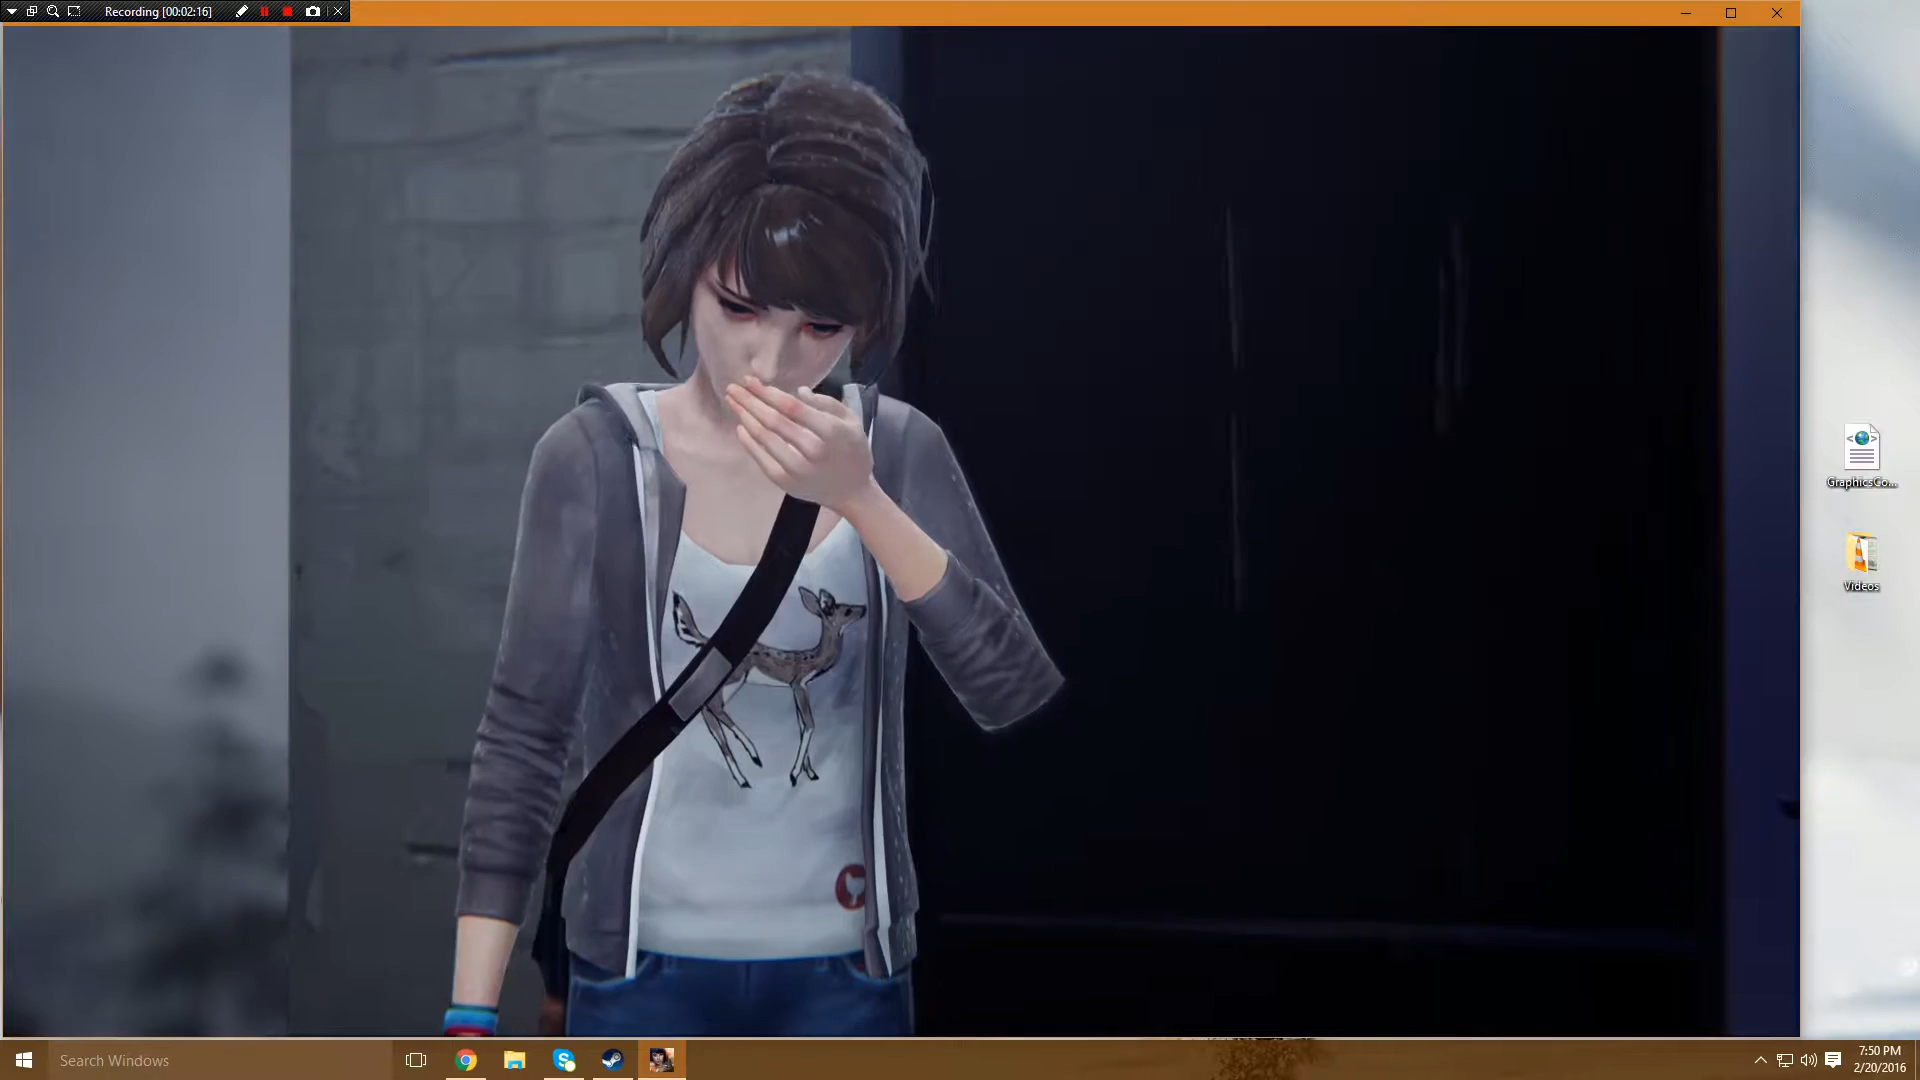 Recording [00:02:16]
GraphicsCo...
Videos
Search Windows
7:50 PM
2/20/2016